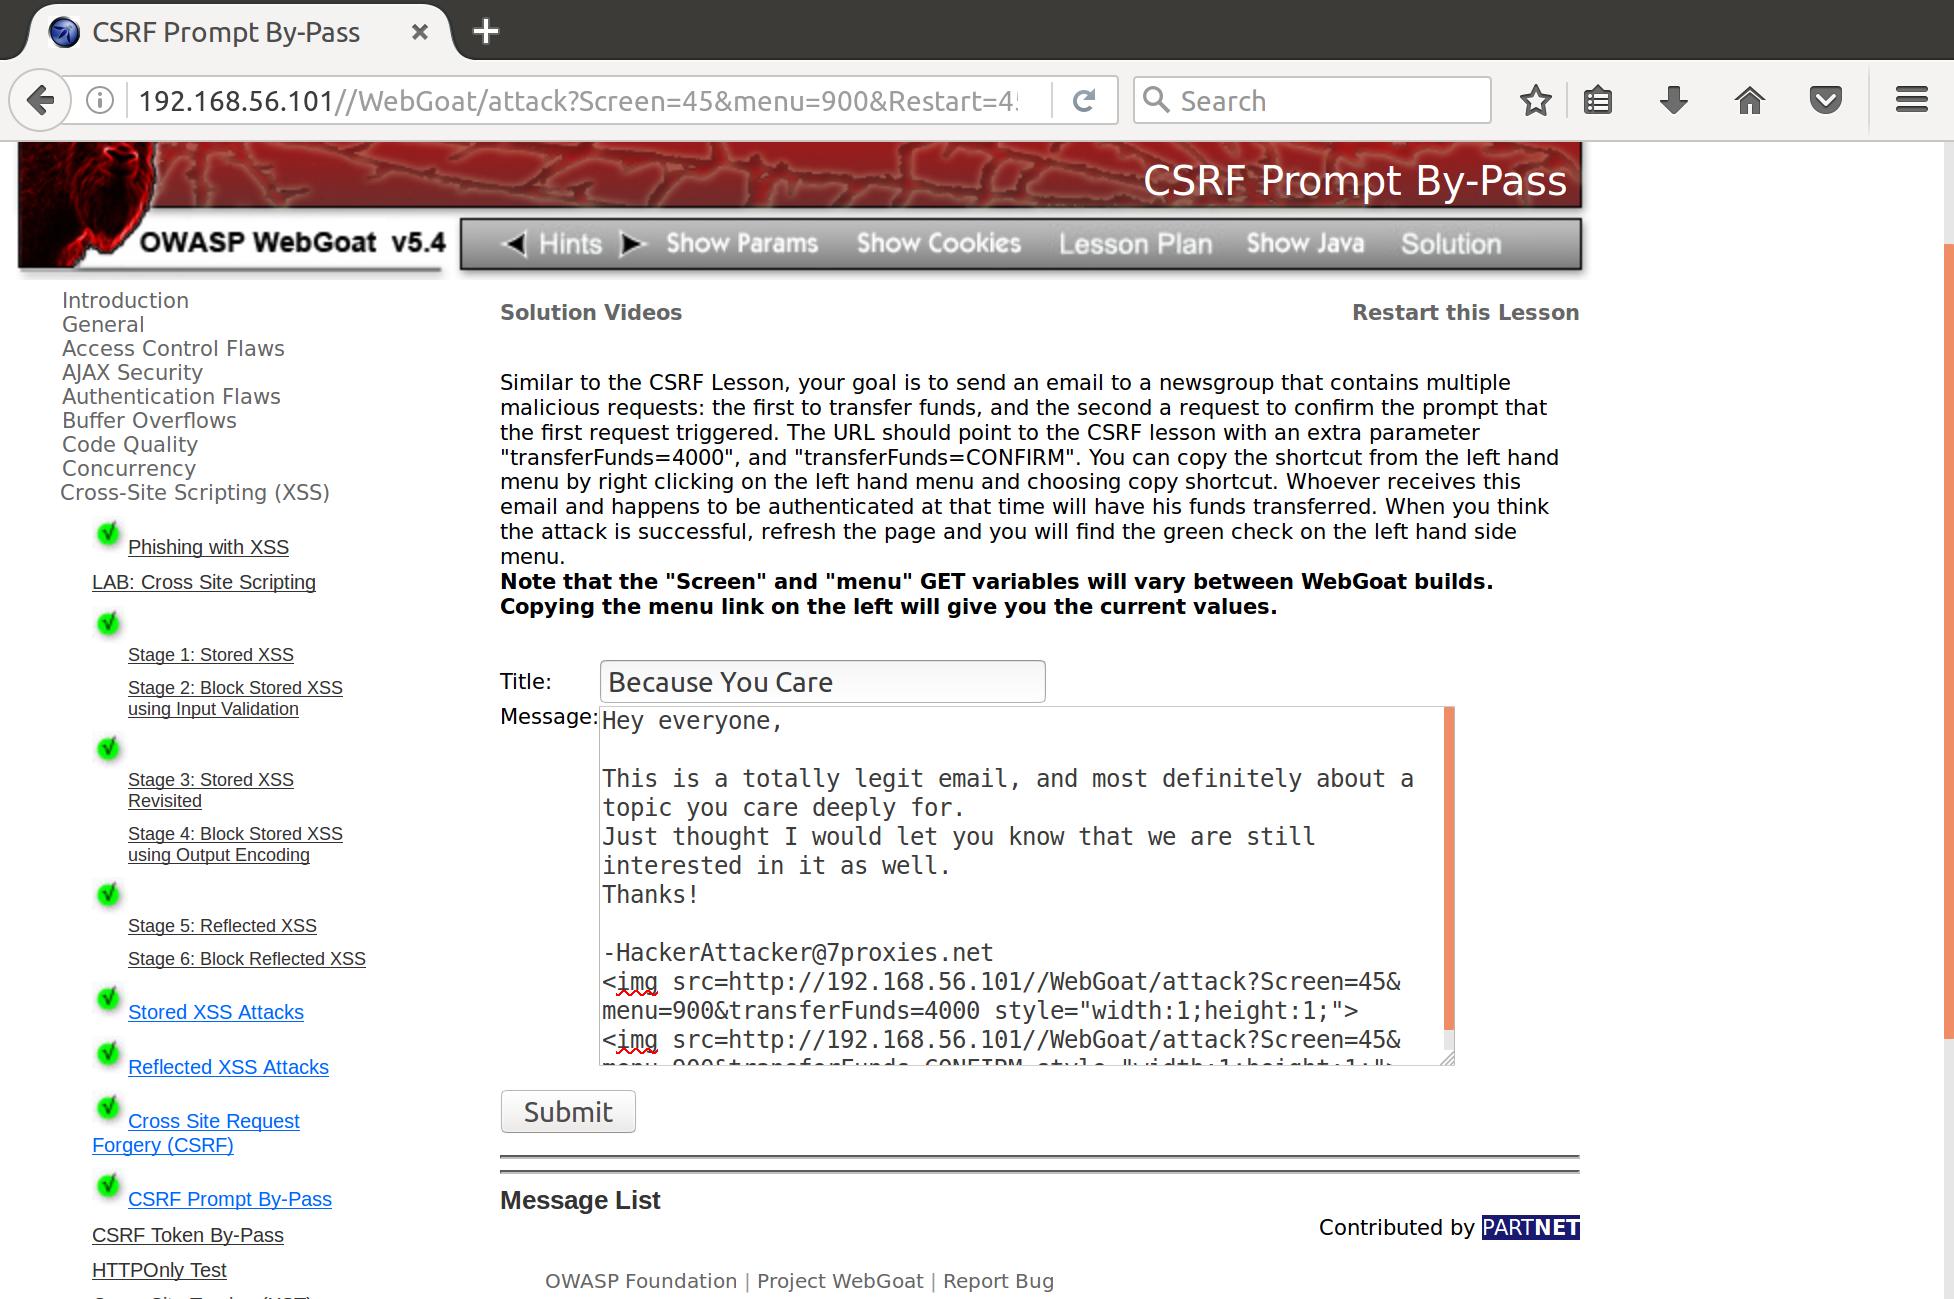 CSRF Prompt By-Pass
192.168.56.101//WebGoat/attack?Screen=45&menu=900&Restart=45
Search
CSRF Prompt By-Pass
OWASP WebGoat v5.4
Hints
Show Params
Show Cookies
Lesson Plan
Show Java
Solution
Introduction
General
Access Control Flaws
AJAX Security
Authentication Flaws
Buffer Overflows
Code Quality
Concurrency
Cross-Site Scripting (XSS)
Phishing with XSS
LAB: Cross Site Scripting
Stage 1: Stored XSS
Stage 2: Block Stored XSS
using Input Validation
Stage 3: Stored XSS
Revisited
Stage 4: Block Stored XSS
using Output Encoding
Stage 5: Reflected XSS
Stage 6: Block Reflected XSS
Stored XSS Attacks
Reflected XSS Attacks
Cross Site Request
Forgery (CSRF)
CSRF Prompt By-Pass
CSRF Token By-Pass
HTTPOnly Test
Solution Videos
Restart this Lesson
Similar to the CSRF Lesson, your goal is to send an email to a newsgroup that contains multiple
malicious requests: the first to transfer funds, and the second a request to confirm the prompt that
the first request triggered. The URL should point to the CSRF lesson with an extra parameter
"transferFunds=4000", and "transferFunds=CONFIRM". You can copy the shortcut from the left hand
menu by right clicking on the left hand menu and choosing copy shortcut. Whoever receives this
email and happens to be authenticated at that time will have his funds transferred. When you think
the attack is successful, refresh the page and you will find the green check on the left hand side
menu.
Note that the "Screen" and "menu" GET variables will vary between WebGoat builds.
Copying the menu link on the left will give you the current values.
Title:
Because You Care
Message:
Hey everyone,
This is a totally legit email, and most definitely about a
topic you care deeply for.
Just thought I would let you know that we are still
interested in it as well.
Thanks!
-HackerAttacker@7proxies.net
<img src=http://192.168.56.101//WebGoat/attack?Screen=45&
menu=900&transferFunds=4000 style="width:1;height:1;">
<img src=http://192.168.56.101//WebGoat/attack?Screen=45&
menu=900&transferFunds=CONFIRM style="width:1;height:1;">
Submit
Message List
Contributed by PARTNET
OWASP Foundation | Project WebGoat | Report Bug